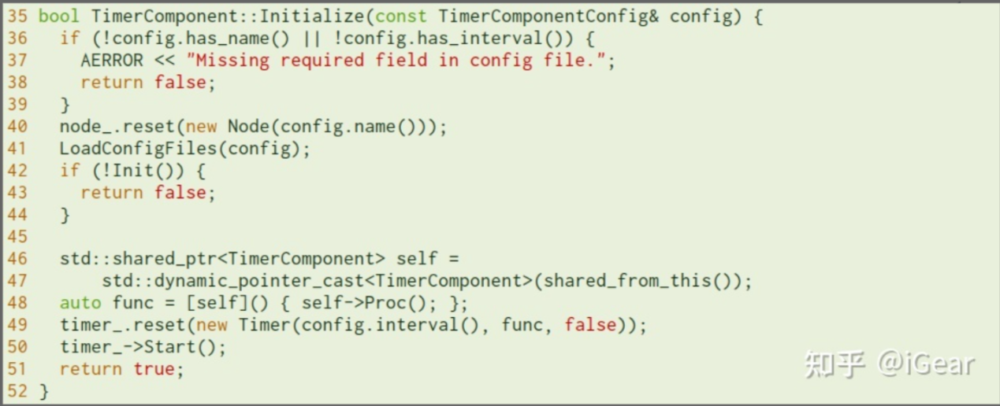 35 bool TimerComponent::Initialize(const TimerComponentConfig& config) {
36   if (!config.has_name() || !config.has_interval()) {
37     AERROR << "Missing required field in config file.";
38     return false;
39   }
40   node_.reset(new Node(config.name()));
41   LoadConfigFiles(config);
42   if (!Init()) {
43     return false;
44   }
45
46   std::shared_ptr<TimerComponent> self =
47       std::dynamic_pointer_cast<TimerComponent>(shared_from_this());
48   auto func = [self]() { self->Proc(); };
49   timer_.reset(new Timer(config.interval(), func, false));
50   timer_->Start();
51   return true;
52 }
知乎 @iGear